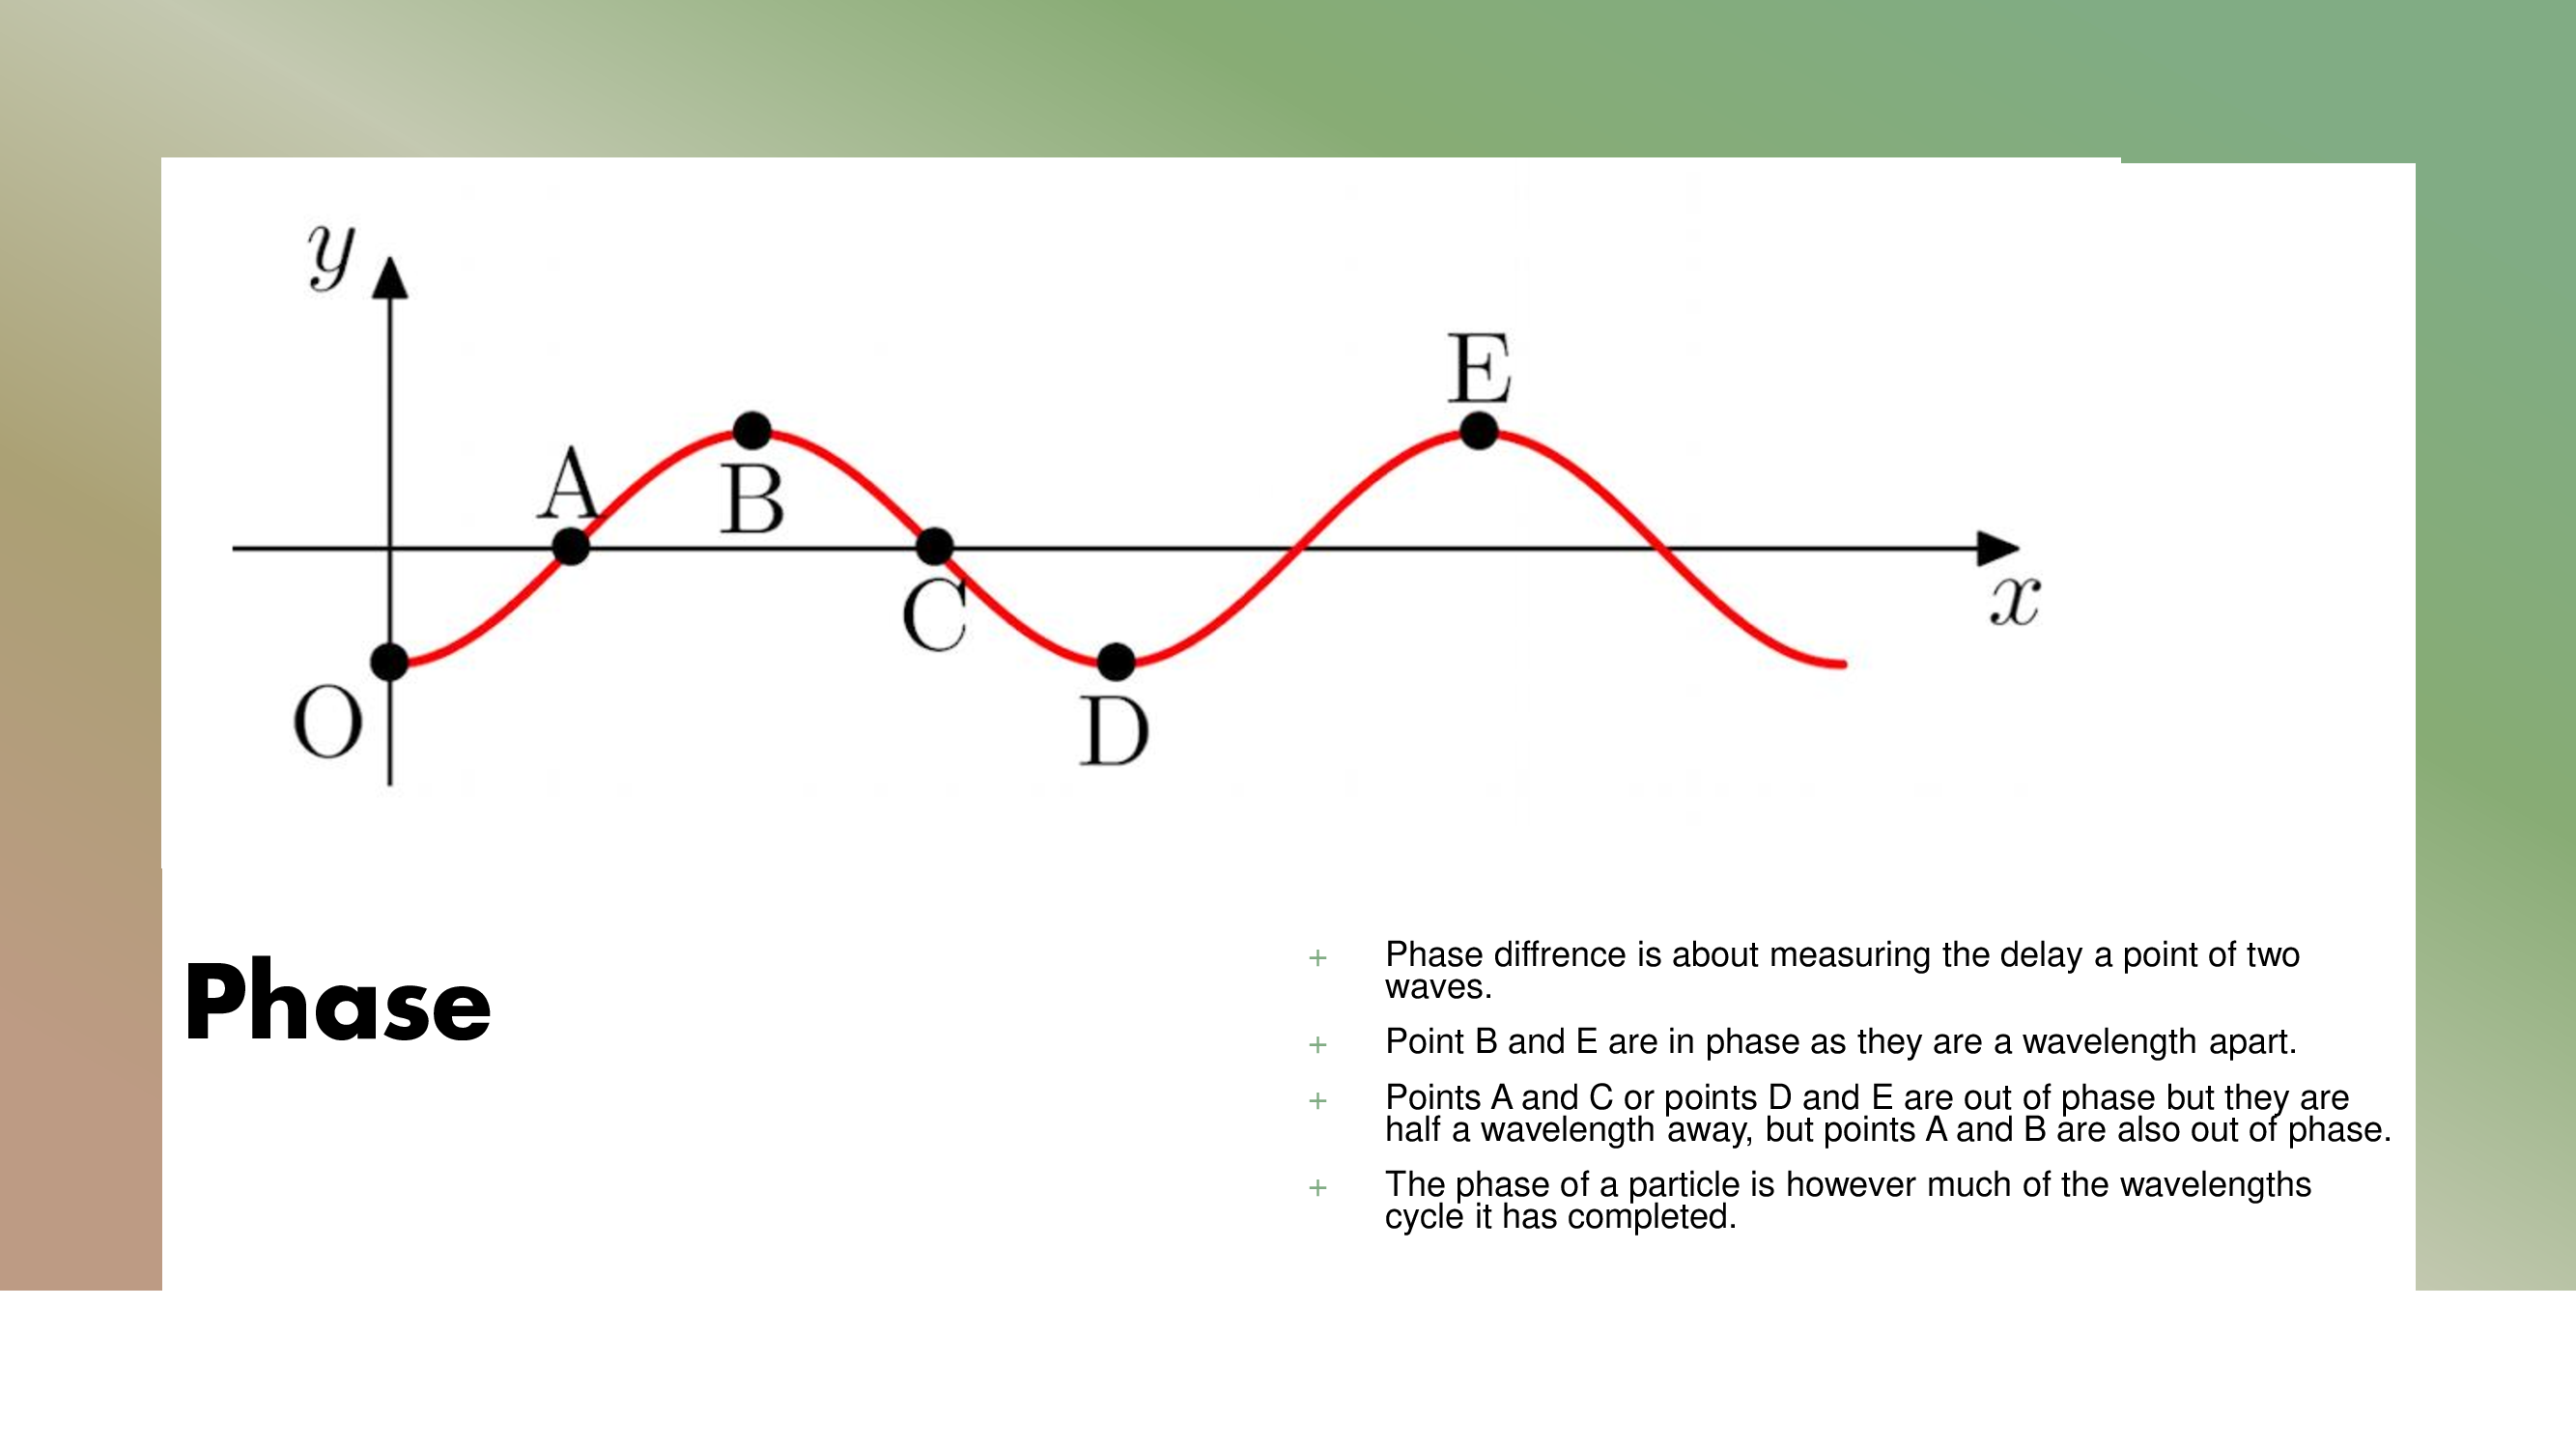 y
E
A
B
C
x
O
D
Phase
+ Phase diffrence is about measuring the delay a point of two
waves.
+ Point B and E are in phase as they are a wavelength apart.
+ Points A and C or points D and E are out of phase but they are
half a wavelength away, but points A and B are also out of phase.
+ The phase of a particle is however much of the wavelengths
cycle it has completed.